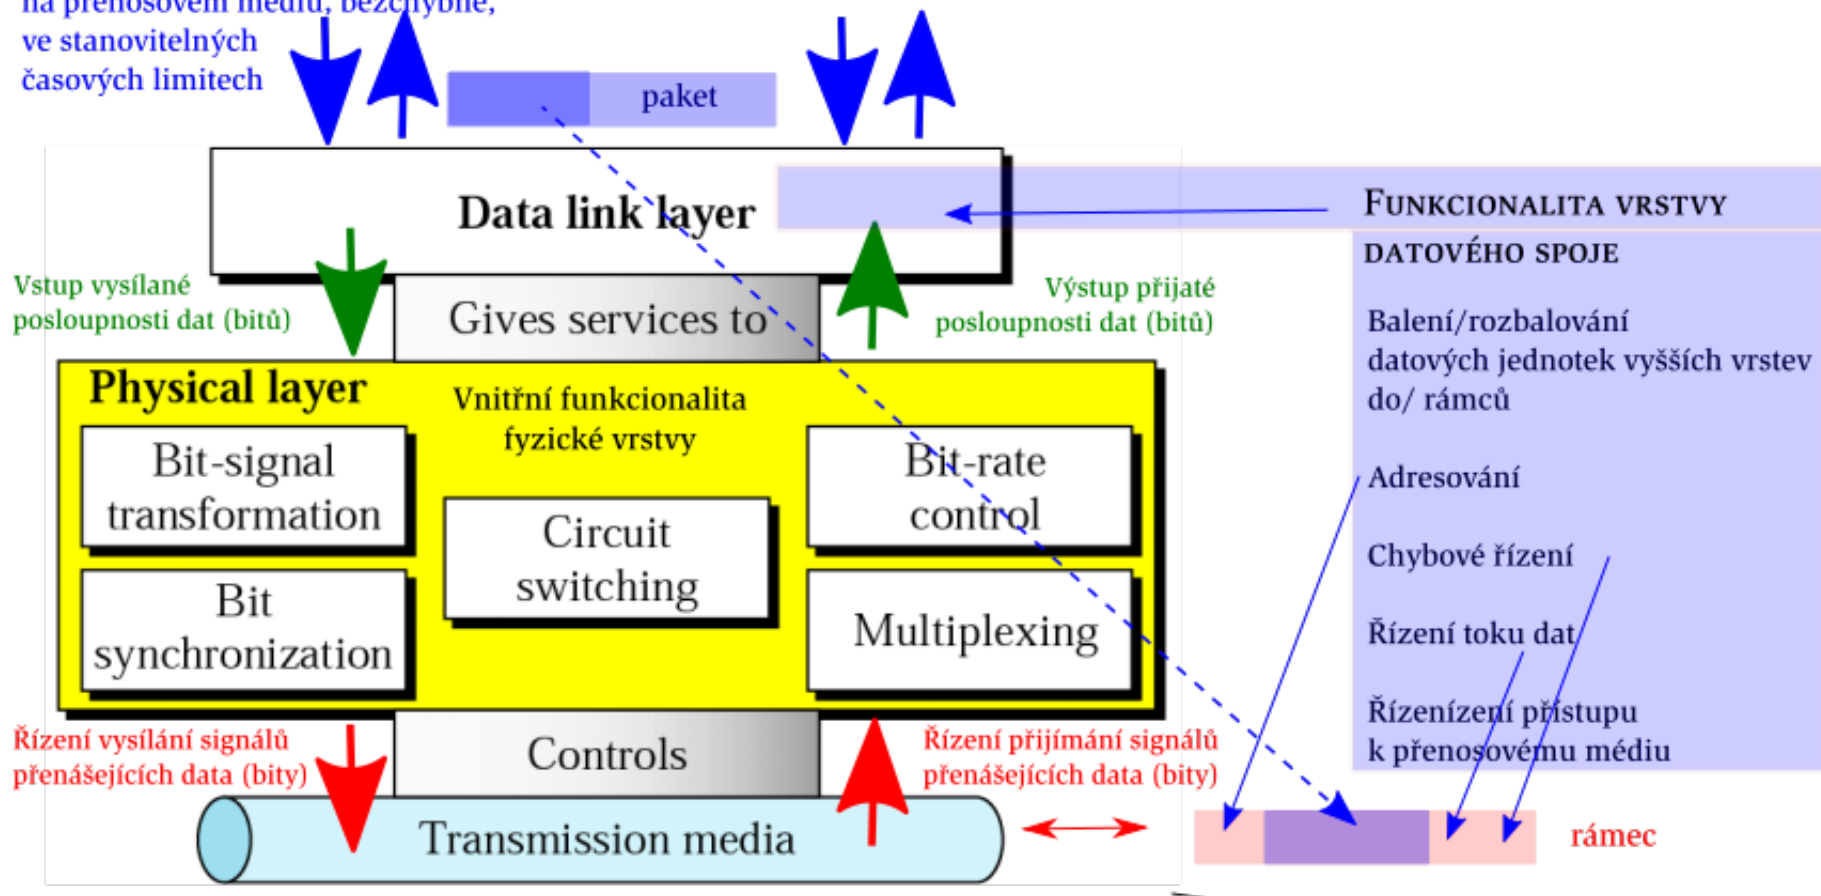 na přenosovém médiu, bezchybně,
ve stanovitelných
časových limitech
paket
Data link layer
FUNKCIONALITA VRSTVY
DATOVÉHO SPOJE
Vstup vysílané
posloupnosti dat (bitů)
Gives services to
Výstup přijaté
posloupnosti dat (bitů)
Balení/rozbalování
datových jednotek vyšších vrstev
do/ rámců
Adresování
Chybové řízení
Řízení toku dat
Řízenízení přístupu
k přenosovému médiu
Physical layer
Vnitřní funkcionalita
fyzické vrstvy
Bit-signal
transformation
Circuit
switching
Bit-rate
control
Bit
synchronization
Multiplexing
Řízení vysílání signálů
přenášejících data (bity)
Controls
Řízení přijímání signálů
přenášejících data (bity)
Transmission media
rámec